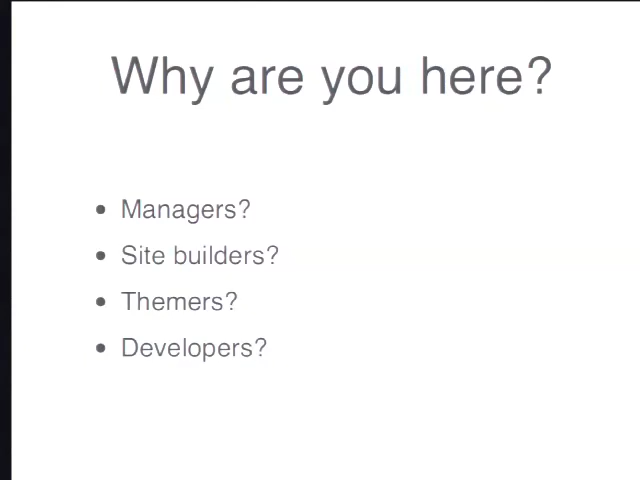 Why are you here?
• Managers?
• Site builders?
• Themers?
• Developers?